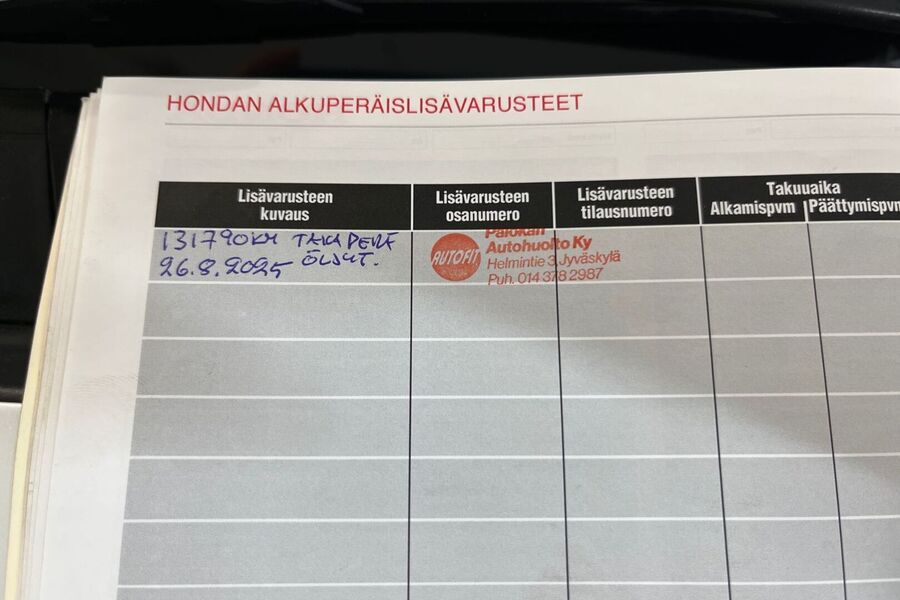 HONDAN ALKUPERÄISLISÄVARUSTEET
Lisävarusteen
kuvaus
Lisävarusteen
osanumero
Lisävarusteen
tilausnumero
Takuuaika
Alkamispvm
Päättymispvm
131790KM TAKAPERÄ
26.8.2025 ÖLJYT.
AUTOFIT
Palokan
Autohuolto Ky
Helmintie 3, Jyväskylä
Puh. 014 378 2987